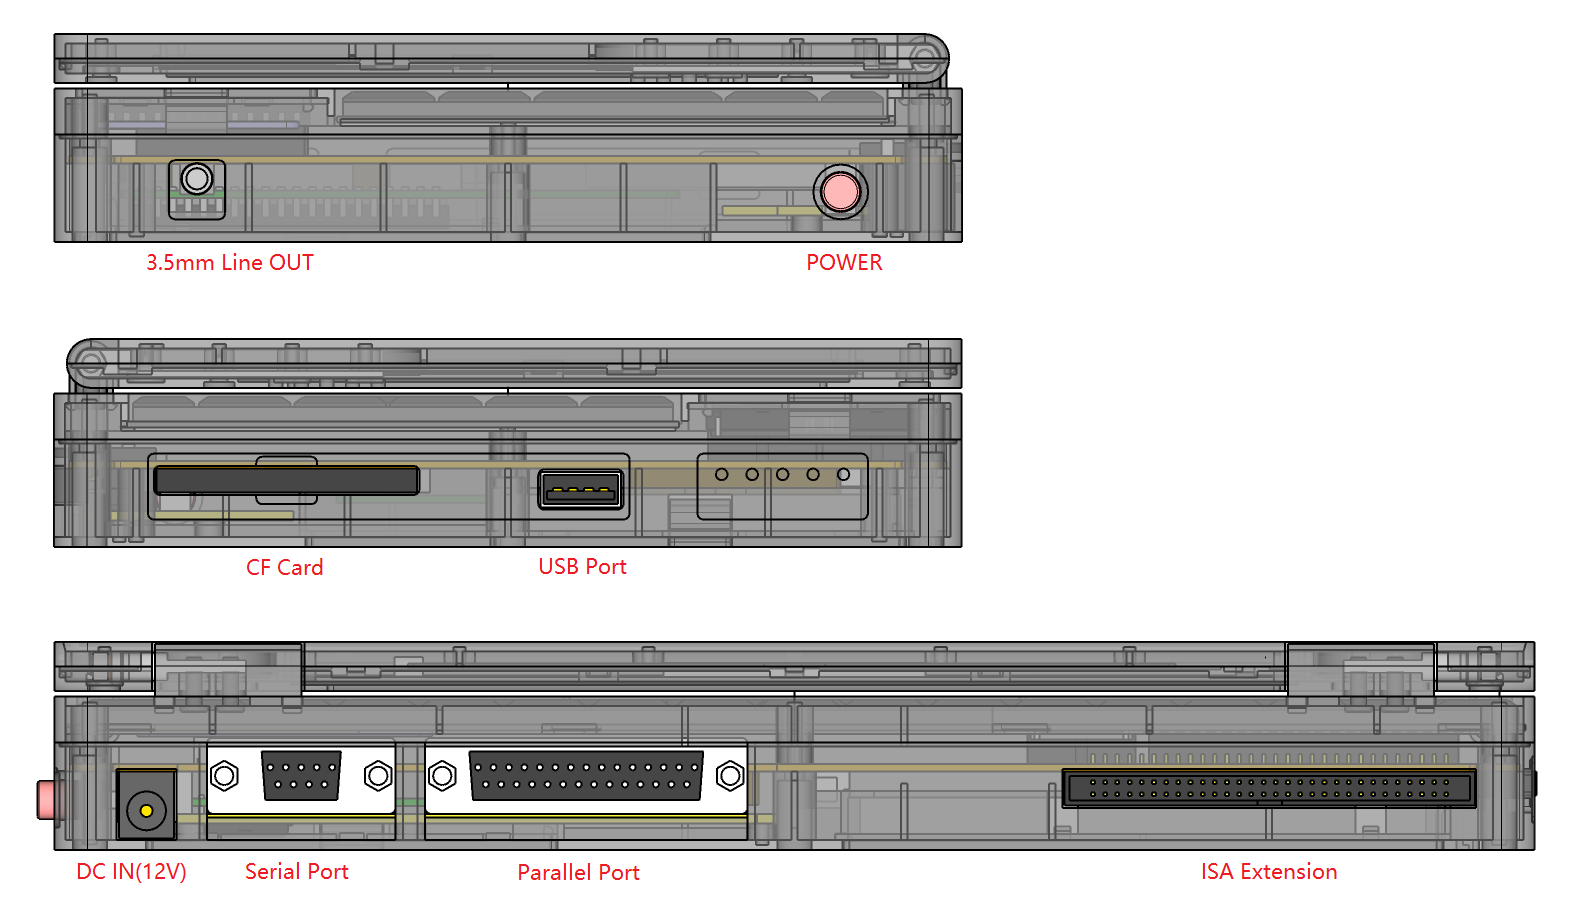 3.5mm Line OUT
POWER
CF Card
USB Port
DC IN(12V)
Serial Port
Parallel Port
ISA Extension